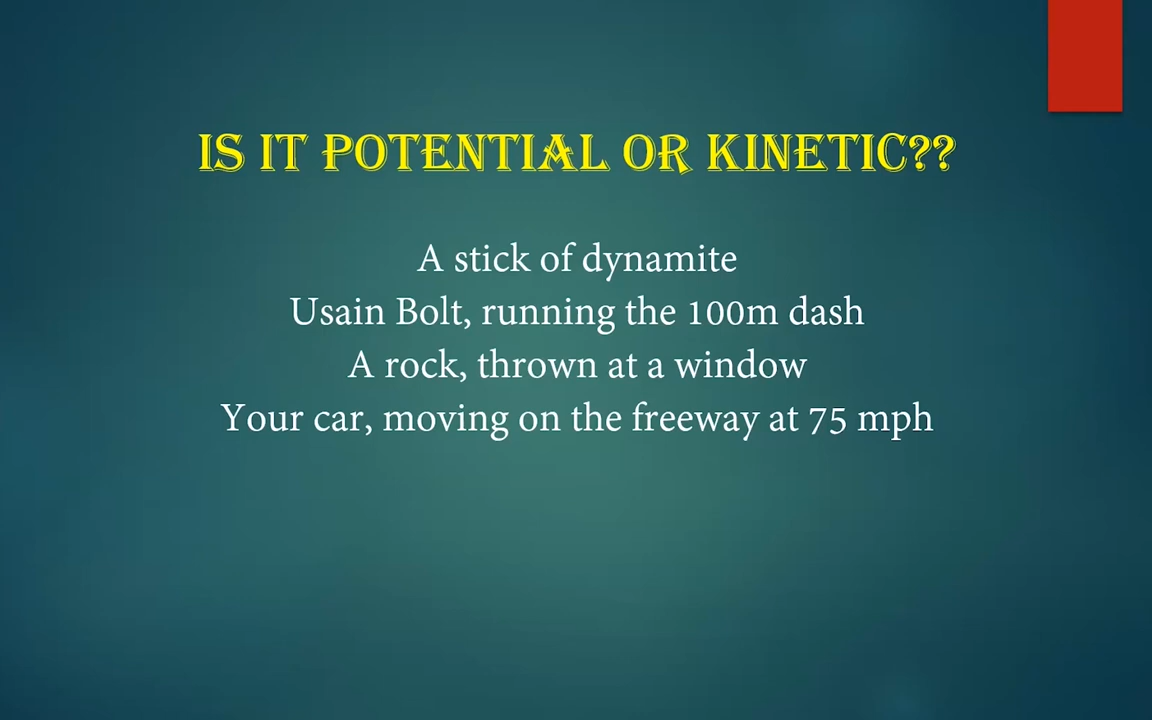 IS IT POTENTIAL OR KINETIC??
A stick of dynamite
Usain Bolt, running the 100m dash
A rock, thrown at a window
Your car, moving on the freeway at 75 mph